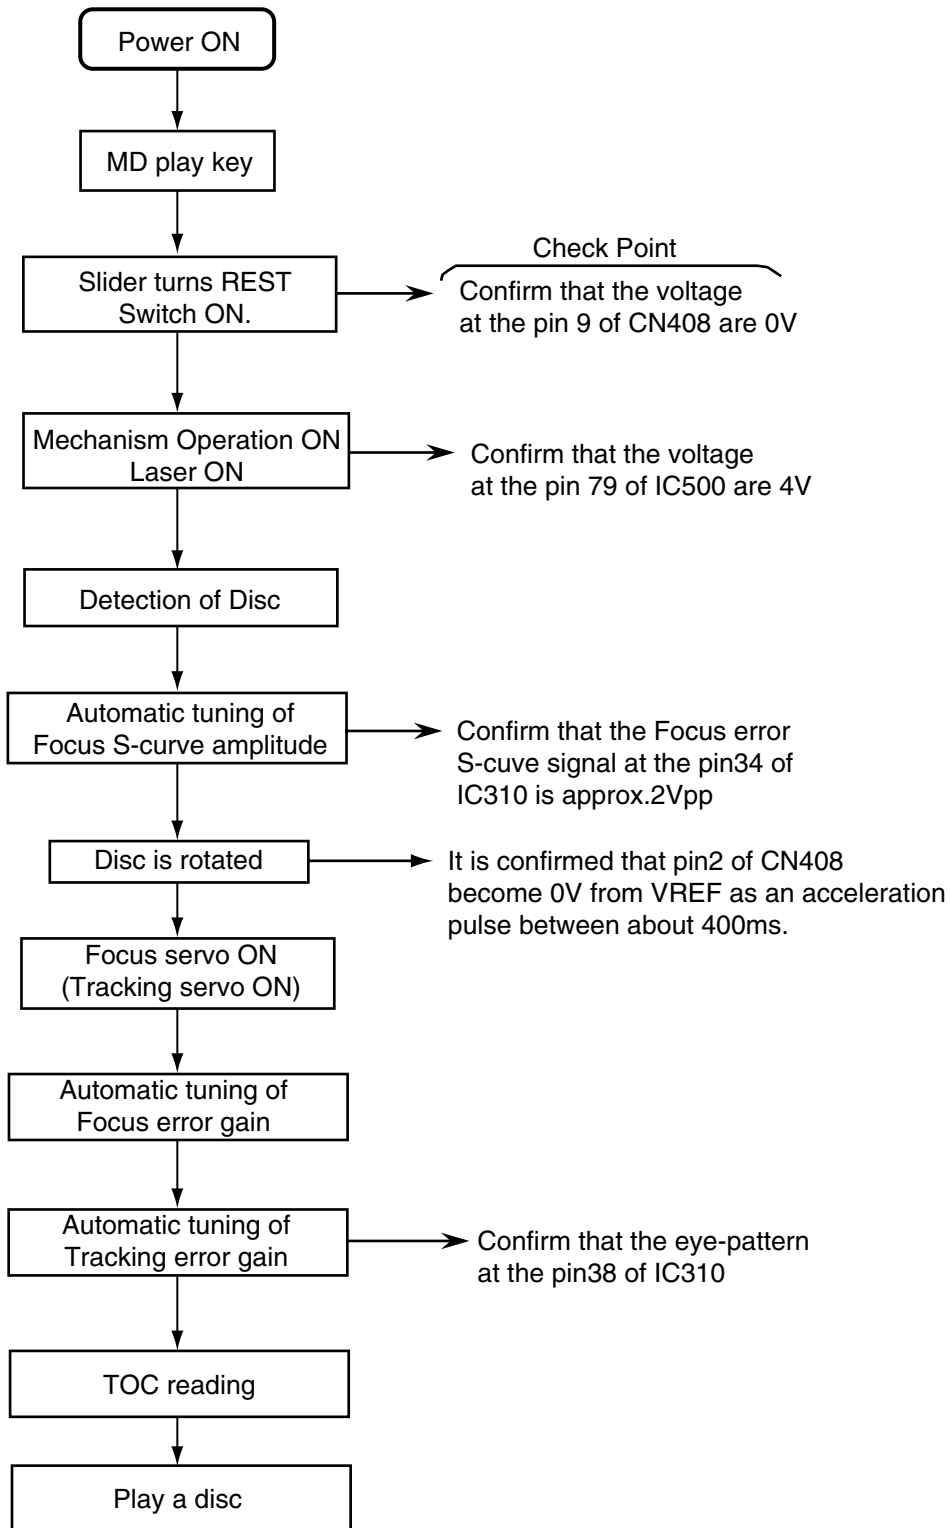 Power ON
MD play key
Check Point
Slider turns REST
Switch ON.
Confirm that the voltage
at the pin 9 of CN408 are 0V
Mechanism Operation ON
Laser ON
Confirm that the voltage
at the pin 79 of IC500 are 4V
Detection of Disc
Automatic tuning of
Focus S-curve amplitude
Confirm that the Focus error
S-cuve signal at the pin34 of
IC310 is approx.2Vpp
Disc is rotated
It is confirmed that pin2 of CN408
become 0V from VREF as an acceleration
pulse between about 400ms.
Focus servo ON
(Tracking servo ON)
Automatic tuning of
Focus error gain
Automatic tuning of
Tracking error gain
Confirm that the eye-pattern
at the pin38 of IC310
TOC reading
Play a disc